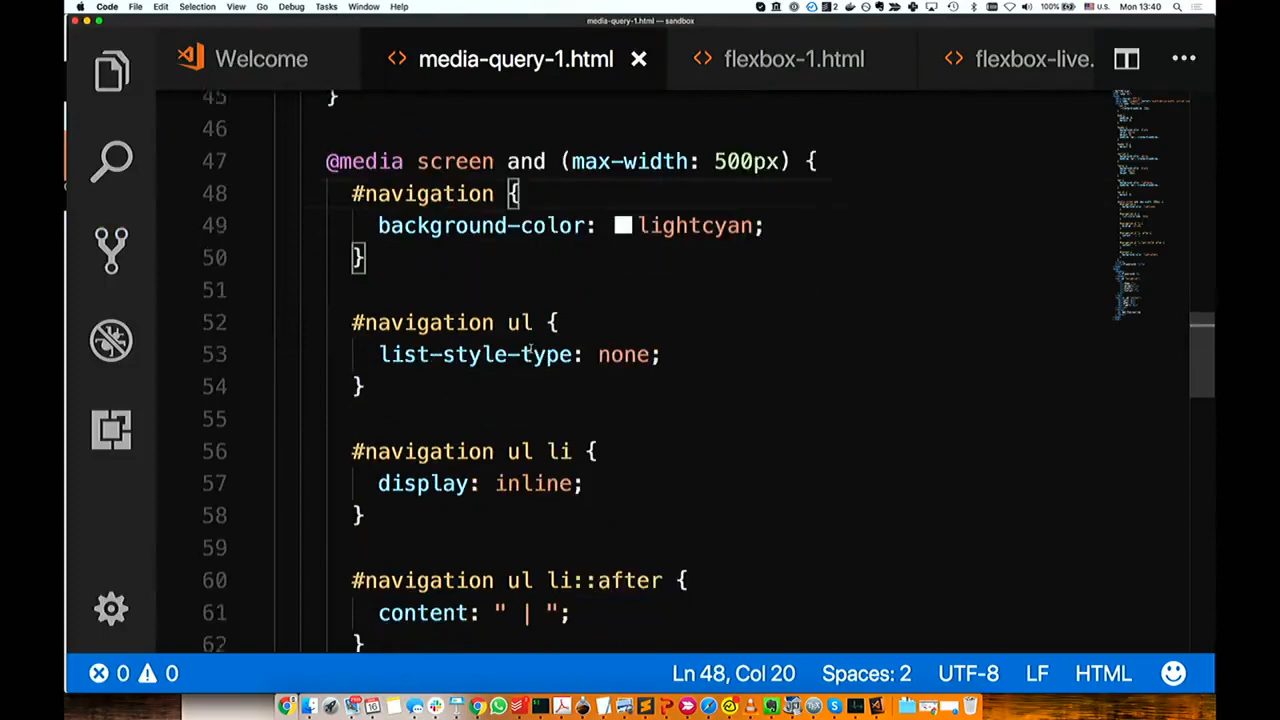 Code File Edit Selection View Go Debug Tasks Window Help 2 100% U.S. Mon 13:40
media-query-1.html — sandbox
Welcome media-query-1.html flexbox-1.html flexbox-live.
45 }
46
47 @media screen and (max-width: 500px) {
48 #navigation {
49 background-color: lightcyan;
50 }
51
52 #navigation ul {
53 list-style-type: none;
54 }
55
56 #navigation ul li {
57 display: inline;
58 }
59
60 #navigation ul li::after {
61 content: " | ";
62 }
0 0 Ln 48, Col 20 Spaces: 2 UTF-8 LF HTML